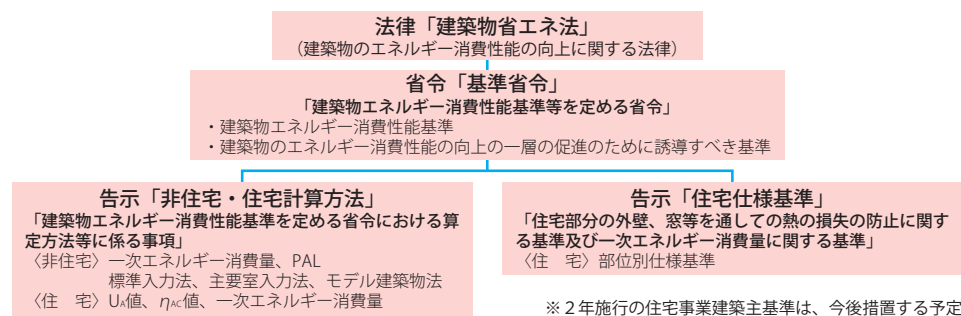 法律「建築物省エネ法」
（建築物のエネルギー消費性能の向上に関する法律）
省令「基準省令」
「建築物エネルギー消費性能基準等を定める省令」
・建築物エネルギー消費性能基準
・建築物のエネルギー消費性能の向上の一層の促進のために誘導すべき基準
告示「非住宅・住宅計算方法」
「建築物エネルギー消費性能基準を定める省令における算
定方法等に係る事項」
〈非住宅〉一次エネルギー消費量、PAL
標準入力法、主要室入力法、モデル建築物法
〈住　宅〉UA値、ηAC値、一次エネルギー消費量
告示「住宅仕様基準」
「住宅部分の外壁、窓等を通しての熱の損失の防止に関す
る基準及び一次エネルギー消費量に関する基準」
〈住　宅〉部位別仕様基準
※２年施行の住宅事業建築主基準は、今後措置する予定